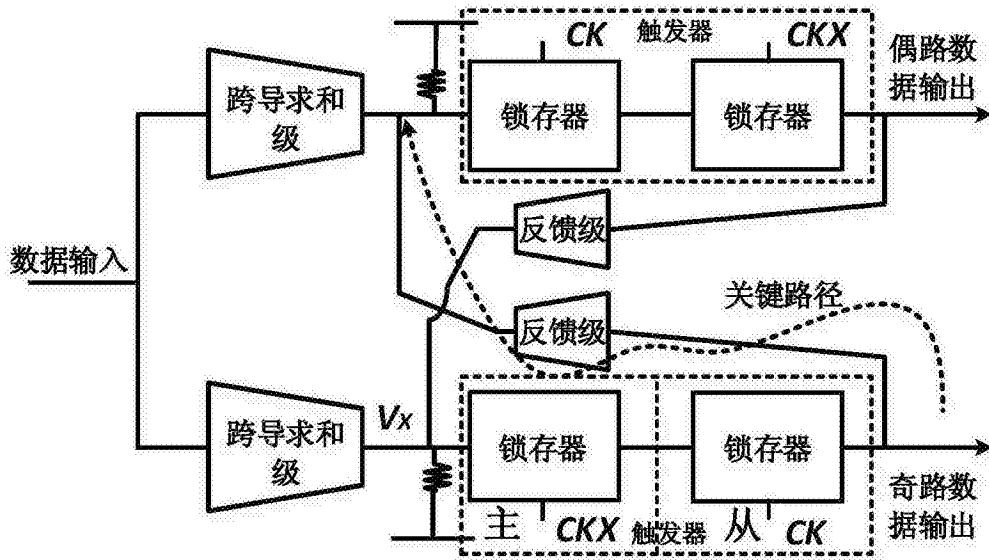 CK
触发器
CKX
偶路数
据输出
跨导求和
级
锁存器
锁存器
反馈级
数据输入
关键路径
反馈级
跨导求和
级
VX
锁存器
锁存器
奇路数
据输出
主
CKX
触发器
从
CK